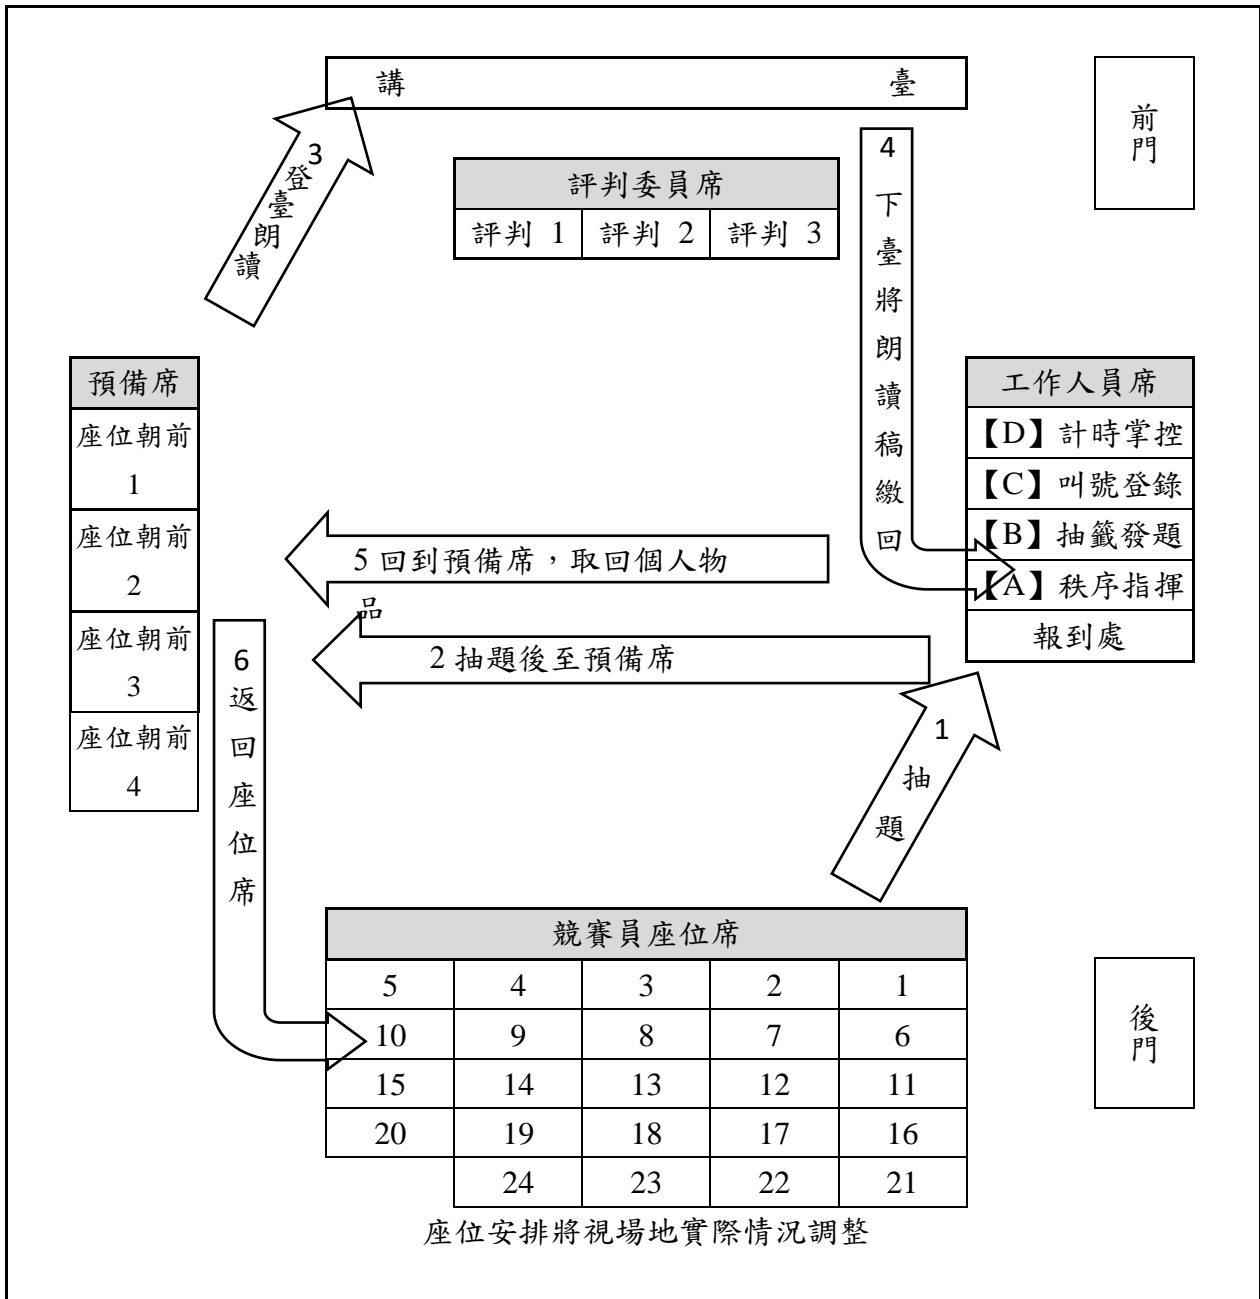 講 臺
前門
3 登臺朗讀
評判委員席
評判 1 評判 2 評判 3
4 下臺將朗讀稿繳回
預備席
座位朝前
1
座位朝前
2
座位朝前
3
座位朝前
4
工作人員席
【D】計時掌控
【C】叫號登錄
【B】抽籤發題
【A】秩序指揮
報到處
5 回到預備席，取回個人物
品
2 抽題後至預備席
6 返回座位席
1 抽題
競賽員座位席
5 4 3 2 1
10 9 8 7 6
15 14 13 12 11
20 19 18 17 16
24 23 22 21
後門
座位安排將視場地實際情況調整